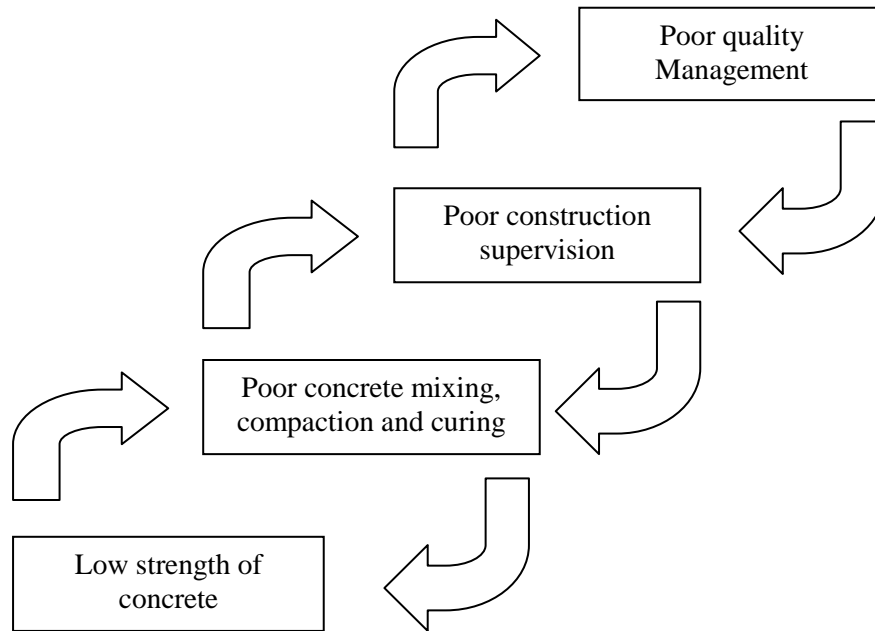 Poor quality
Management
Poor construction
supervision
Poor concrete mixing,
compaction and curing
Low strength of
concrete